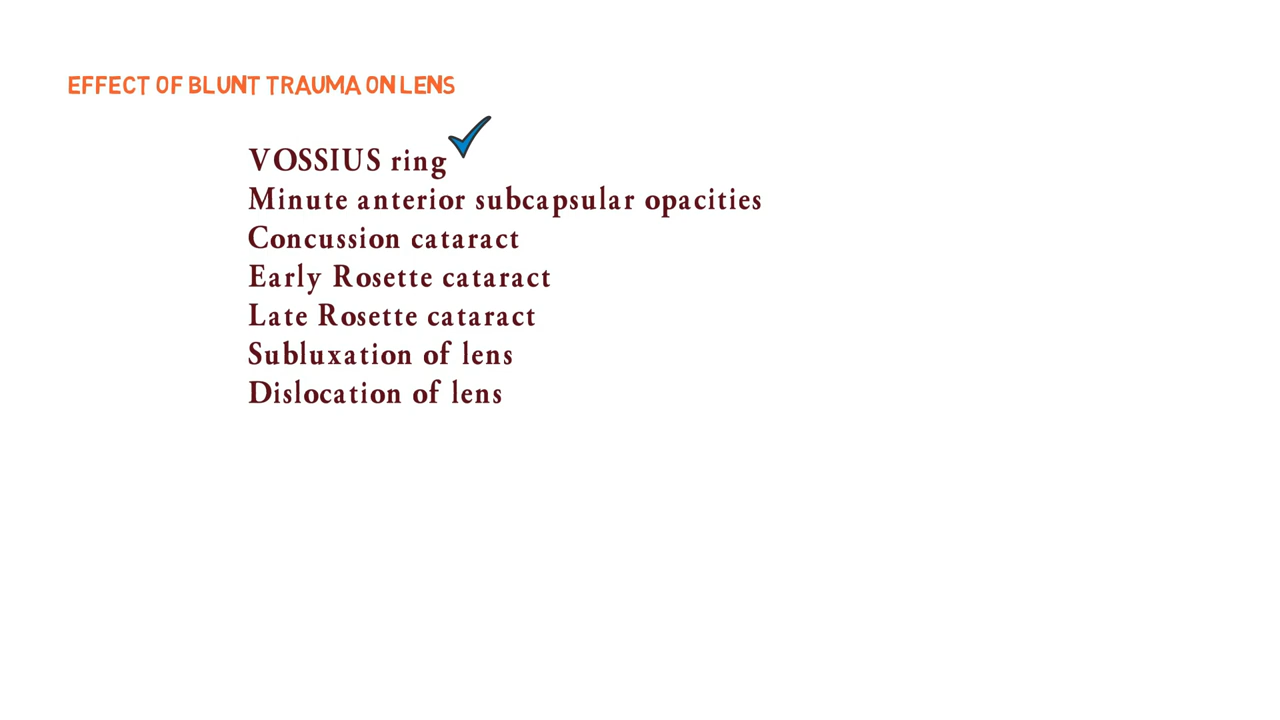 EFFECT OF BLUNT TRAUMA ON LENS
VOSSIUS ring
Minute anterior subcapsular opacities
Concussion cataract
Early Rosette cataract
Late Rosette cataract
Subluxation of lens
Dislocation of lens